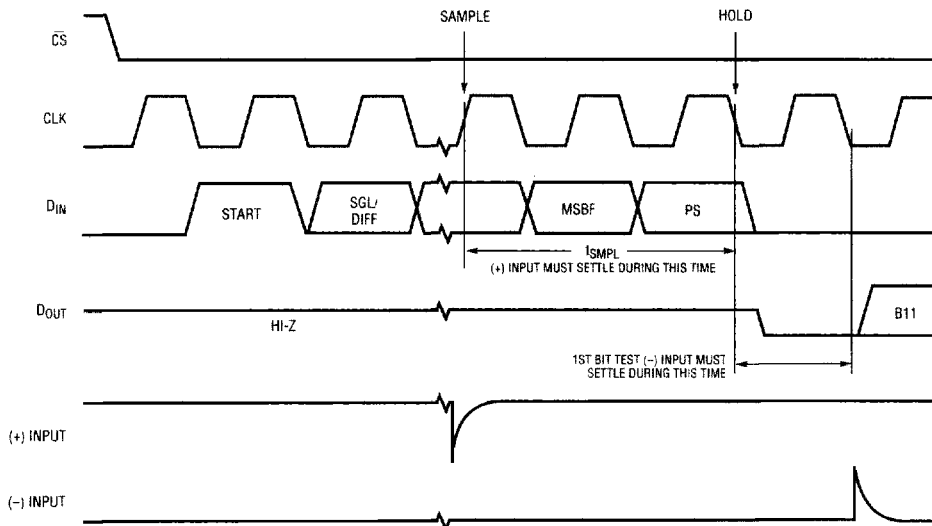 SAMPLE
HOLD
C̅S̅
CLK
DIN
START
SGL/
DIFF
MSBF
PS
tSMPL
(+) INPUT MUST SETTLE DURING THIS TIME
DOUT
HI-Z
B11
1ST BIT TEST (–) INPUT MUST
SETTLE DURING THIS TIME
(+) INPUT
(–) INPUT